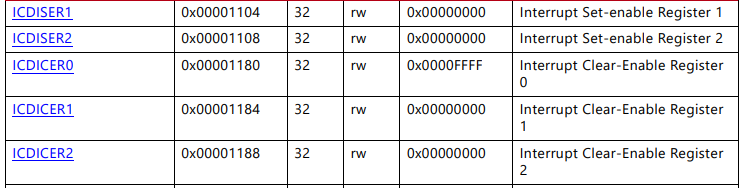 ICDISER1 0x00001104 32 rw 0x00000000 Interrupt Set-enable Register 1
ICDISER2 0x00001108 32 rw 0x00000000 Interrupt Set-enable Register 2
ICDICER0 0x00001180 32 rw 0x0000FFFF Interrupt Clear-Enable Register
0
ICDICER1 0x00001184 32 rw 0x00000000 Interrupt Clear-Enable Register
1
ICDICER2 0x00001188 32 rw 0x00000000 Interrupt Clear-Enable Register
2